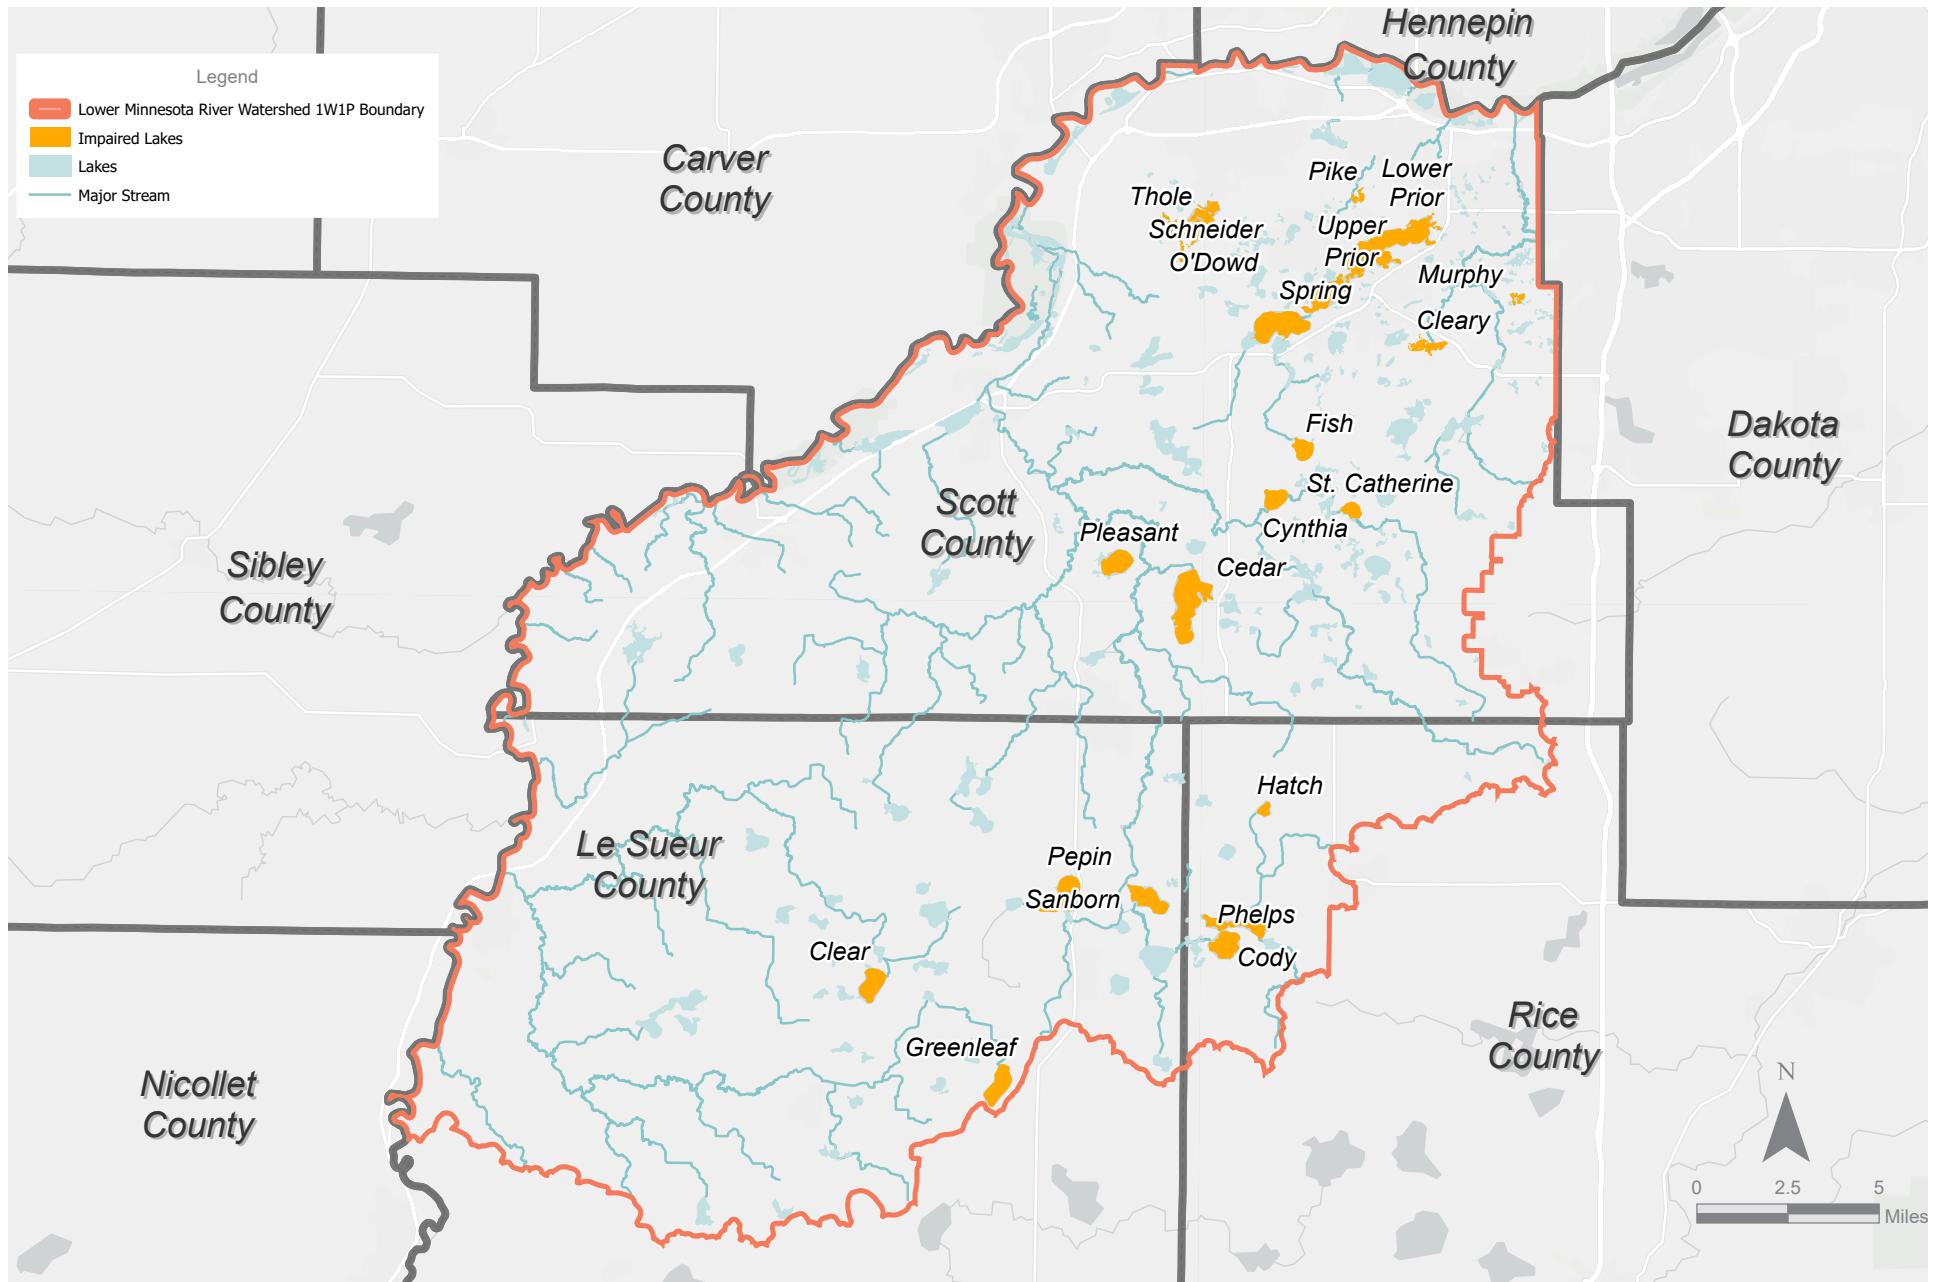 Hennepin
County
Legend
Lower Minnesota River Watershed 1W1P Boundary
Impaired Lakes
Lakes
Major Stream
Carver
County
Pike
Lower
Prior
Thole
Schneider
O'Dowd
Upper
Prior
Murphy
Spring
Cleary
Fish
Dakota
County
Scott
County
St. Catherine
Cynthia
Pleasant
Cedar
Sibley
County
Hatch
Le Sueur
County
Pepin
Sanborn
Phelps
Cody
Clear
Greenleaf
Rice
County
Nicollet
County
N
0 2.5 5
Miles